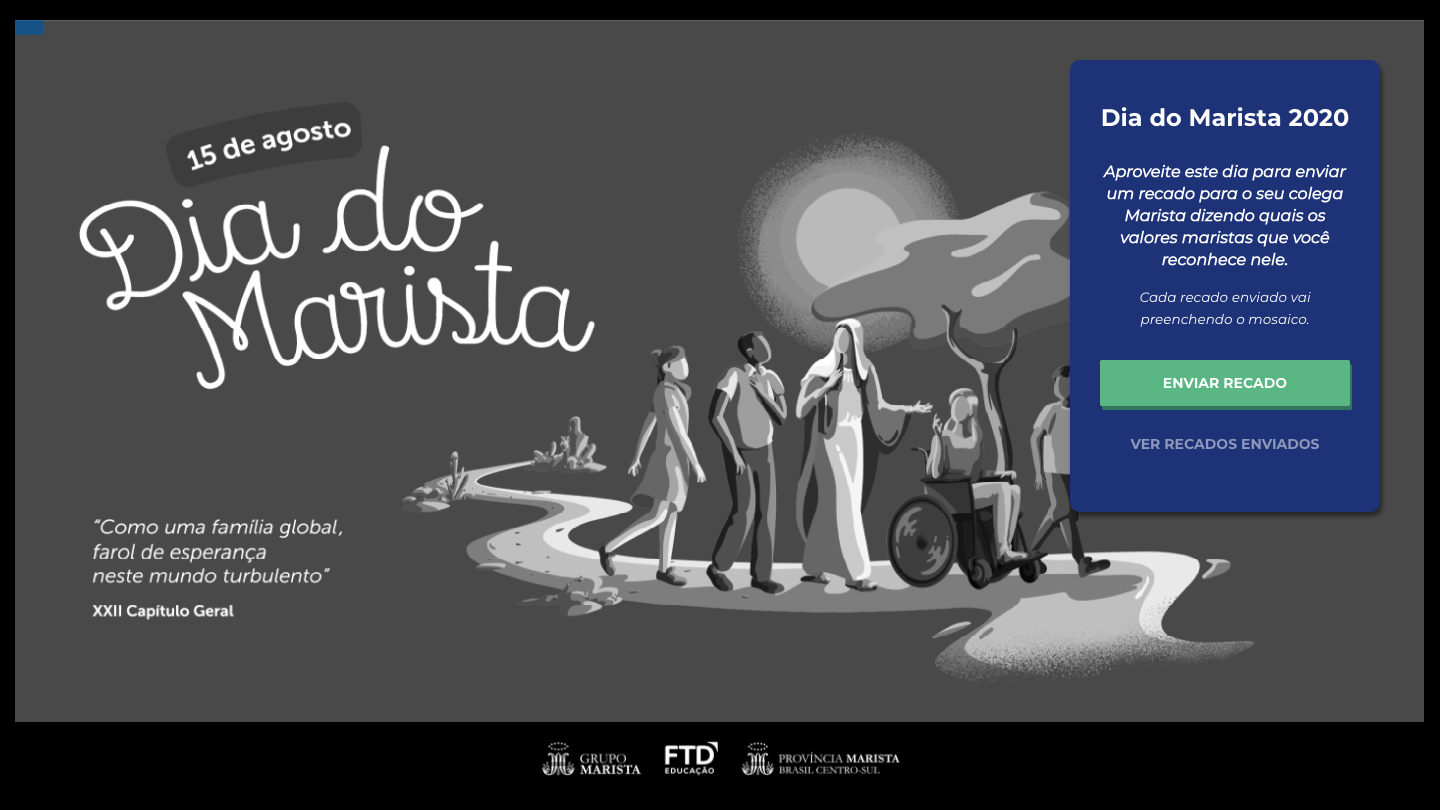 15 de agosto
Dia do
Marista
"Como uma família global,
farol de esperança
neste mundo turbulento"
XXII Capítulo Geral
Dia do Marista 2020
Aproveite este dia para enviar
um recado para o seu colega
Marista dizendo quais os
valores maristas que você
reconhece nele.
Cada recado enviado vai
preenchendo o mosaico.
ENVIAR RECADO
VER RECADOS ENVIADOS
GRUPO
MARISTA
FTD
EDUCAÇÃO
PROVÍNCIA MARISTA
BRASIL CENTRO-SUL